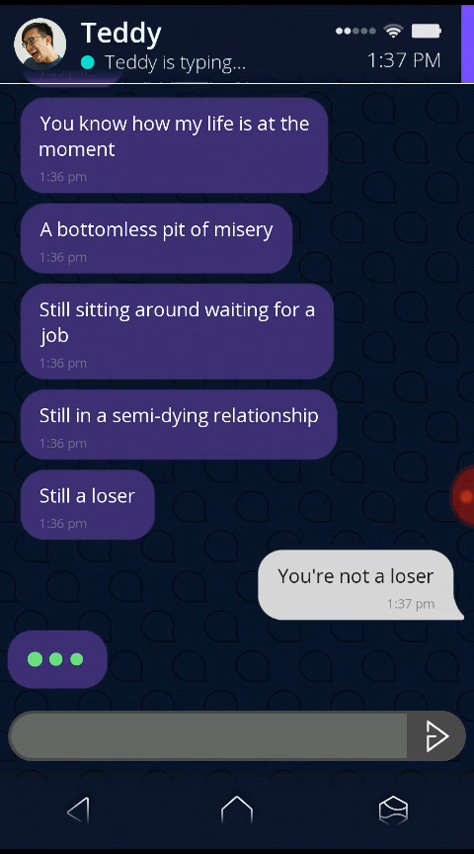 Teddy
Teddy is typing...
1:37 PM
You know how my life is at the
moment
1:36 pm
A bottomless pit of misery
1:36 pm
Still sitting around waiting for a
job
1:36 pm
Still in a semi-dying relationship
1:36 pm
Still a loser
1:36 pm
You're not a loser
1:37 pm